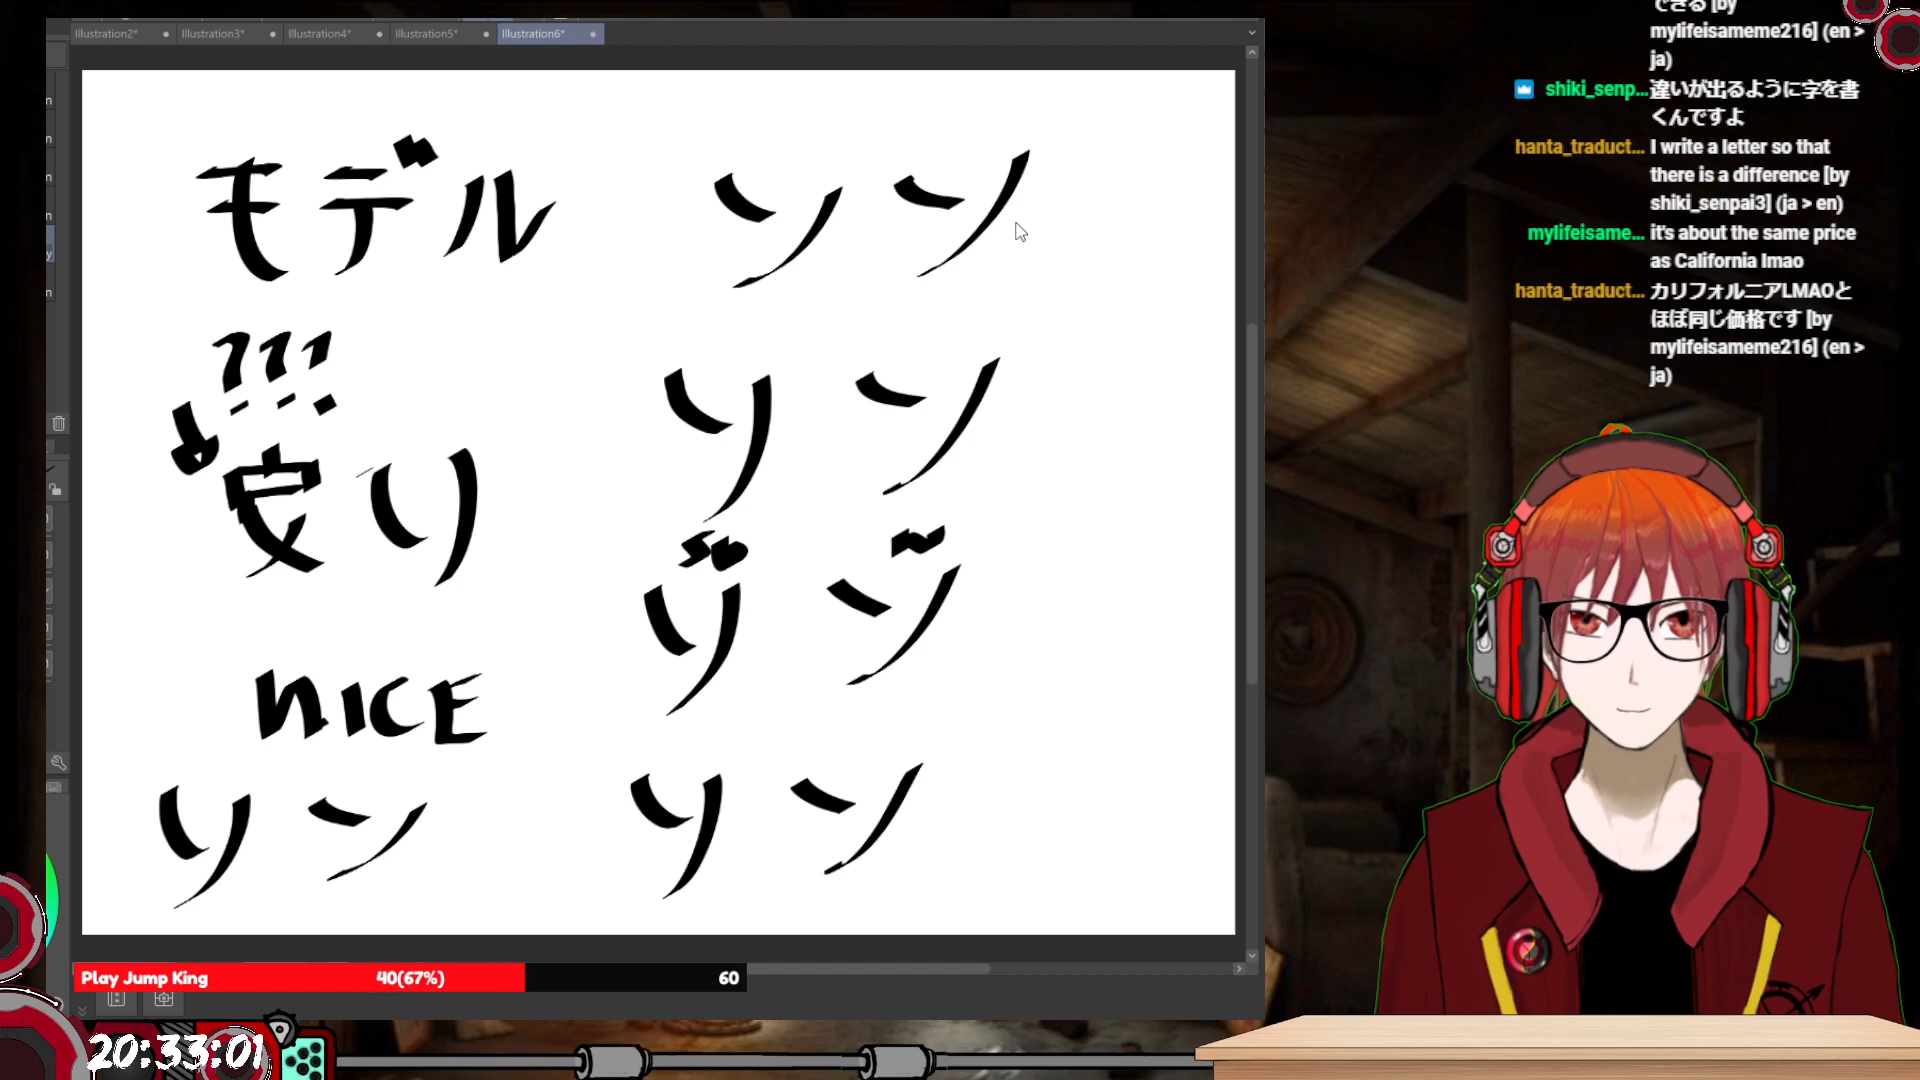 Illustration2*
Illustration3*
Illustration4*
Illustration5*
Illustration6*
モデル
???
安い
NICE
ソン
ソン
ソン
ゾン
ソン
できる [by
mylifeisameme216] (en >
ja)
shiki_senp... 違いが出るように字を書
くんですよ
hanta_traduct... I write a letter so that
there is a difference [by
shiki_senpai3] (ja > en)
mylifeisame... it's about the same price
as California lmao
hanta_traduct... カリフォルニアLMAOと
ほぼ同じ価格です [by
mylifeisameme216] (en >
ja)
Play Jump King 40(67%) 60
20:33:01